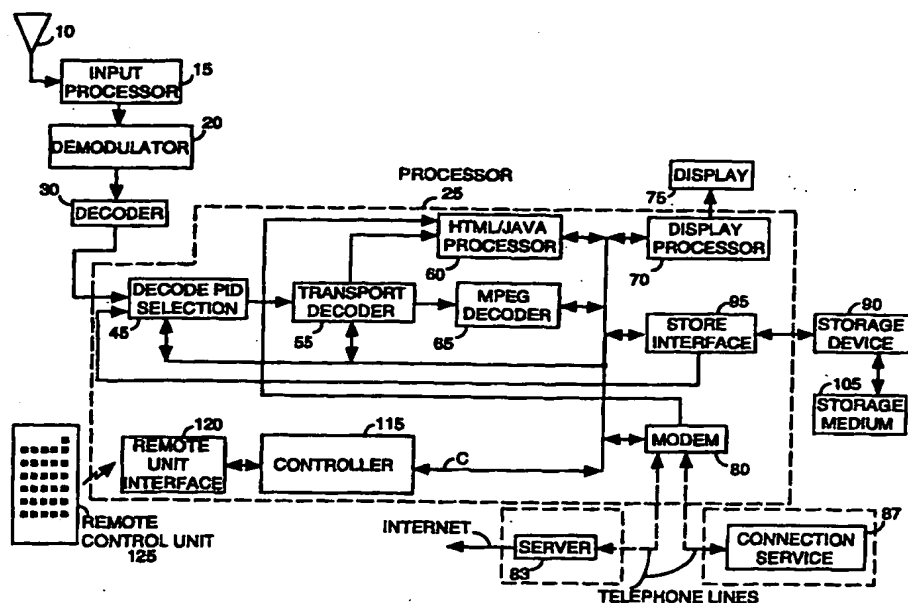 10
INPUT
PROCESSOR
15
DEMODULATOR
20
30
DECODER
PROCESSOR
25
75
DISPLAY
HTML/JAVA
PROCESSOR
60
DISPLAY
PROCESSOR
70
DECODE PID
SELECTION
45
TRANSPORT
DECODER
55
MPEG
DECODER
65
95
STORE
INTERFACE
90
STORAGE
DEVICE
105
STORAGE
MEDIUM
120
REMOTE
UNIT
INTERFACE
115
CONTROLLER
C
MODEM
80
REMOTE
CONTROL UNIT
125
INTERNET
SERVER
83
87
CONNECTION
SERVICE
TELEPHONE LINES